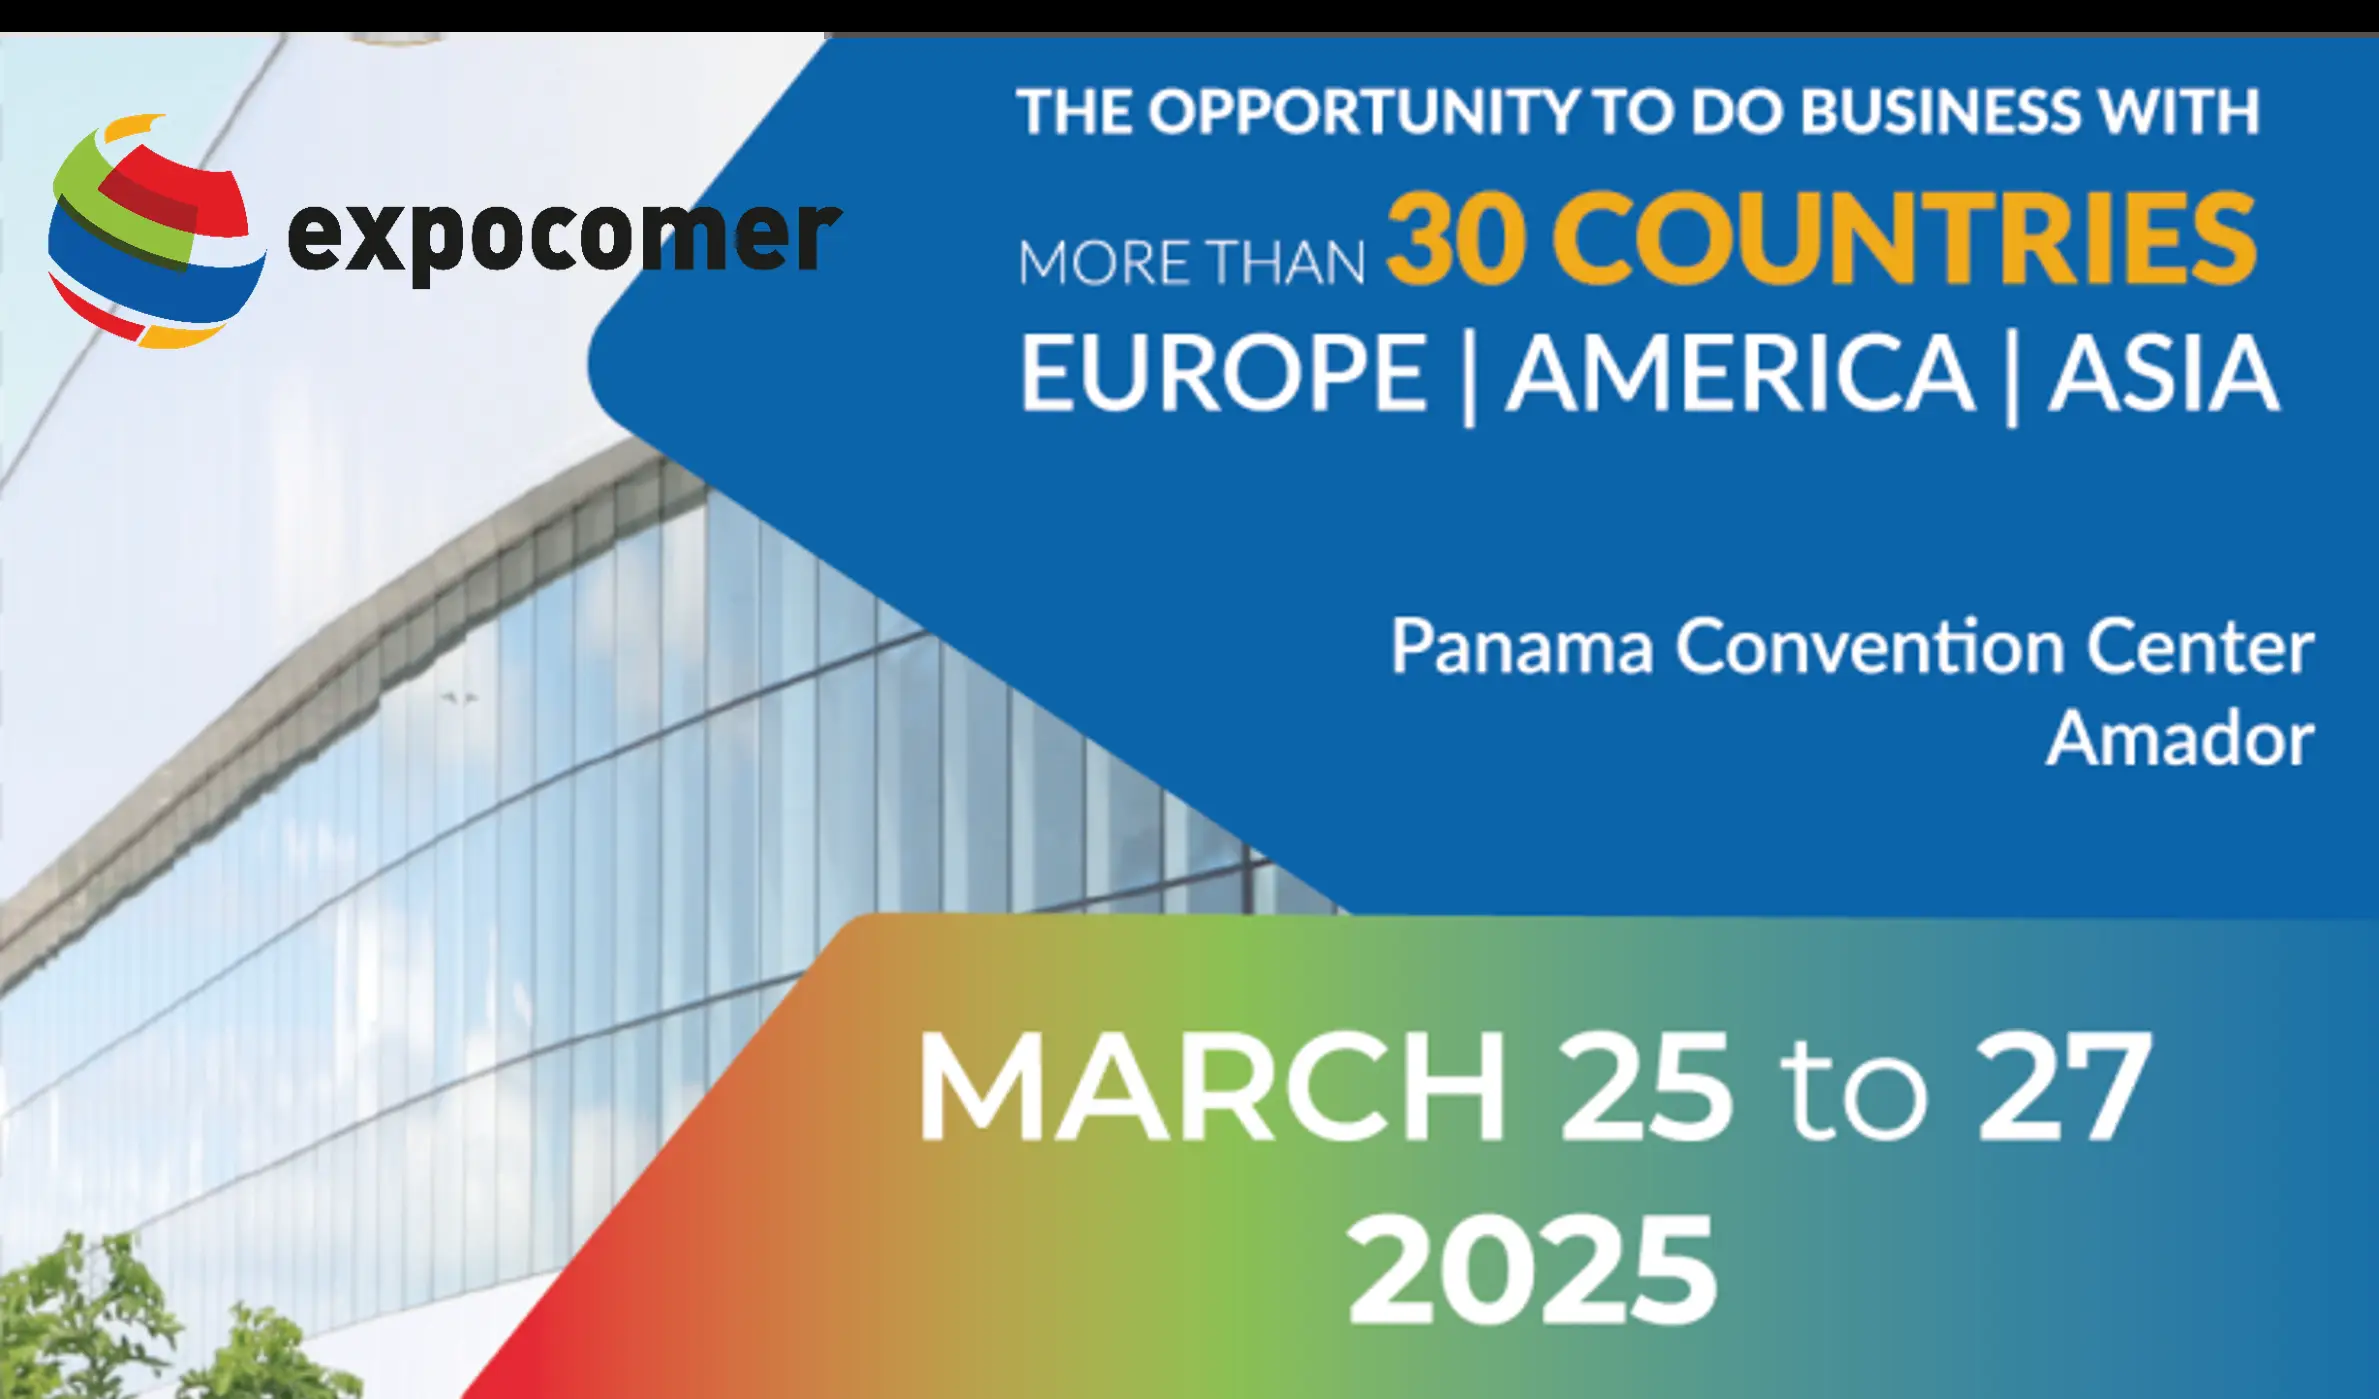 expocomer
THE OPPORTUNITY TO DO BUSINESS WITH
MORE THAN 30 COUNTRIES
EUROPE | AMERICA | ASIA
Panama Convention Center
Amador
MARCH 25 to 27
2025